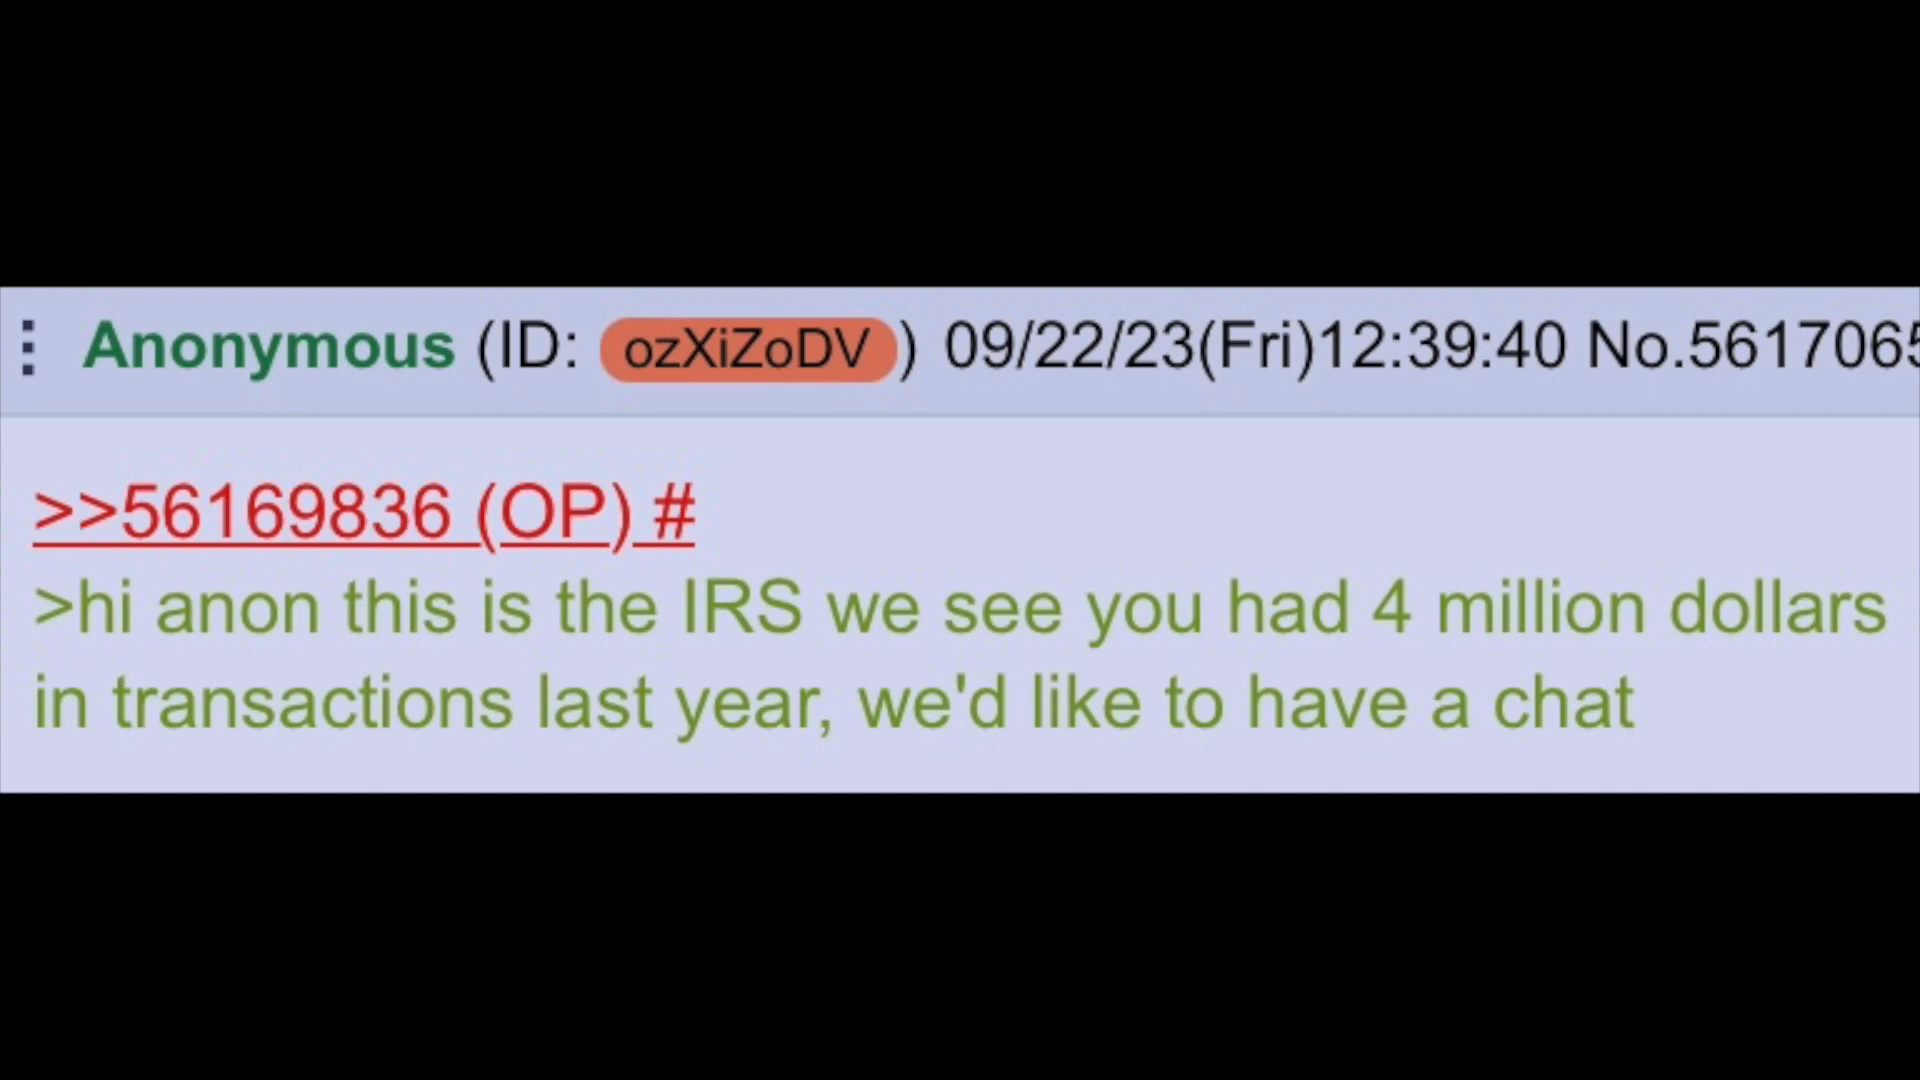 Anonymous (ID: ozXiZoDV) 09/22/23(Fri)12:39:40 No.561706
>>56169836 (OP) #
>hi anon this is the IRS we see you had 4 million dollars
in transactions last year, we'd like to have a chat